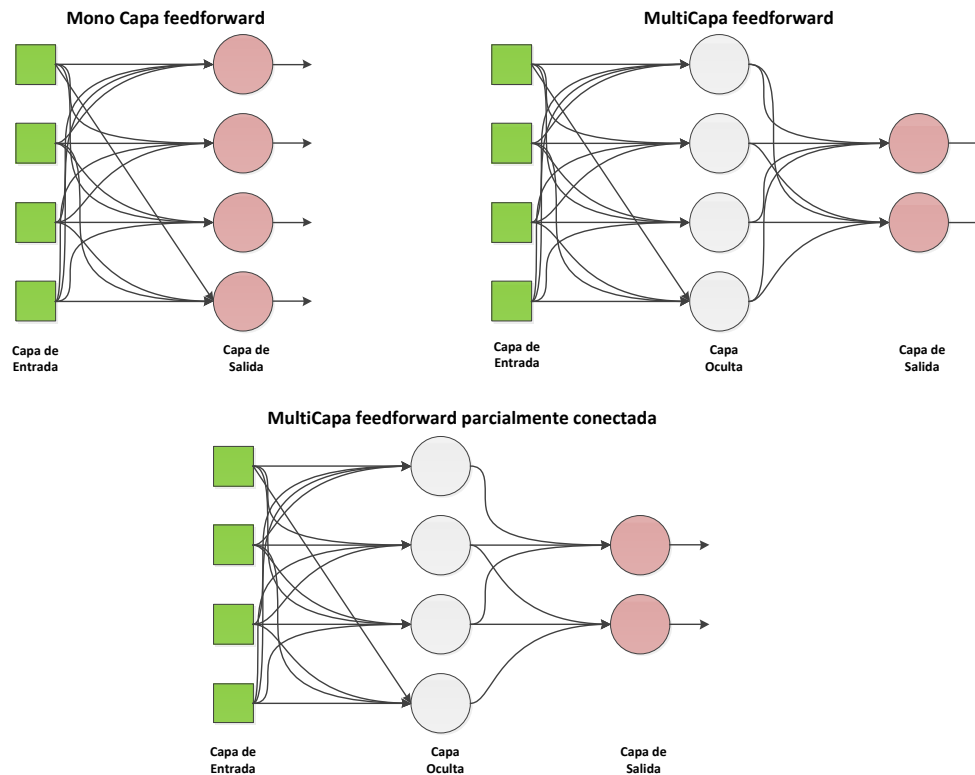 Mono Capa feedforward
Capa de
Entrada
Capa de
Salida
MultiCapa feedforward
Capa de
Entrada
Capa
Oculta
Capa de
Salida
MultiCapa feedforward parcialmente conectada
Capa de
Entrada
Capa
Oculta
Capa de
Salida